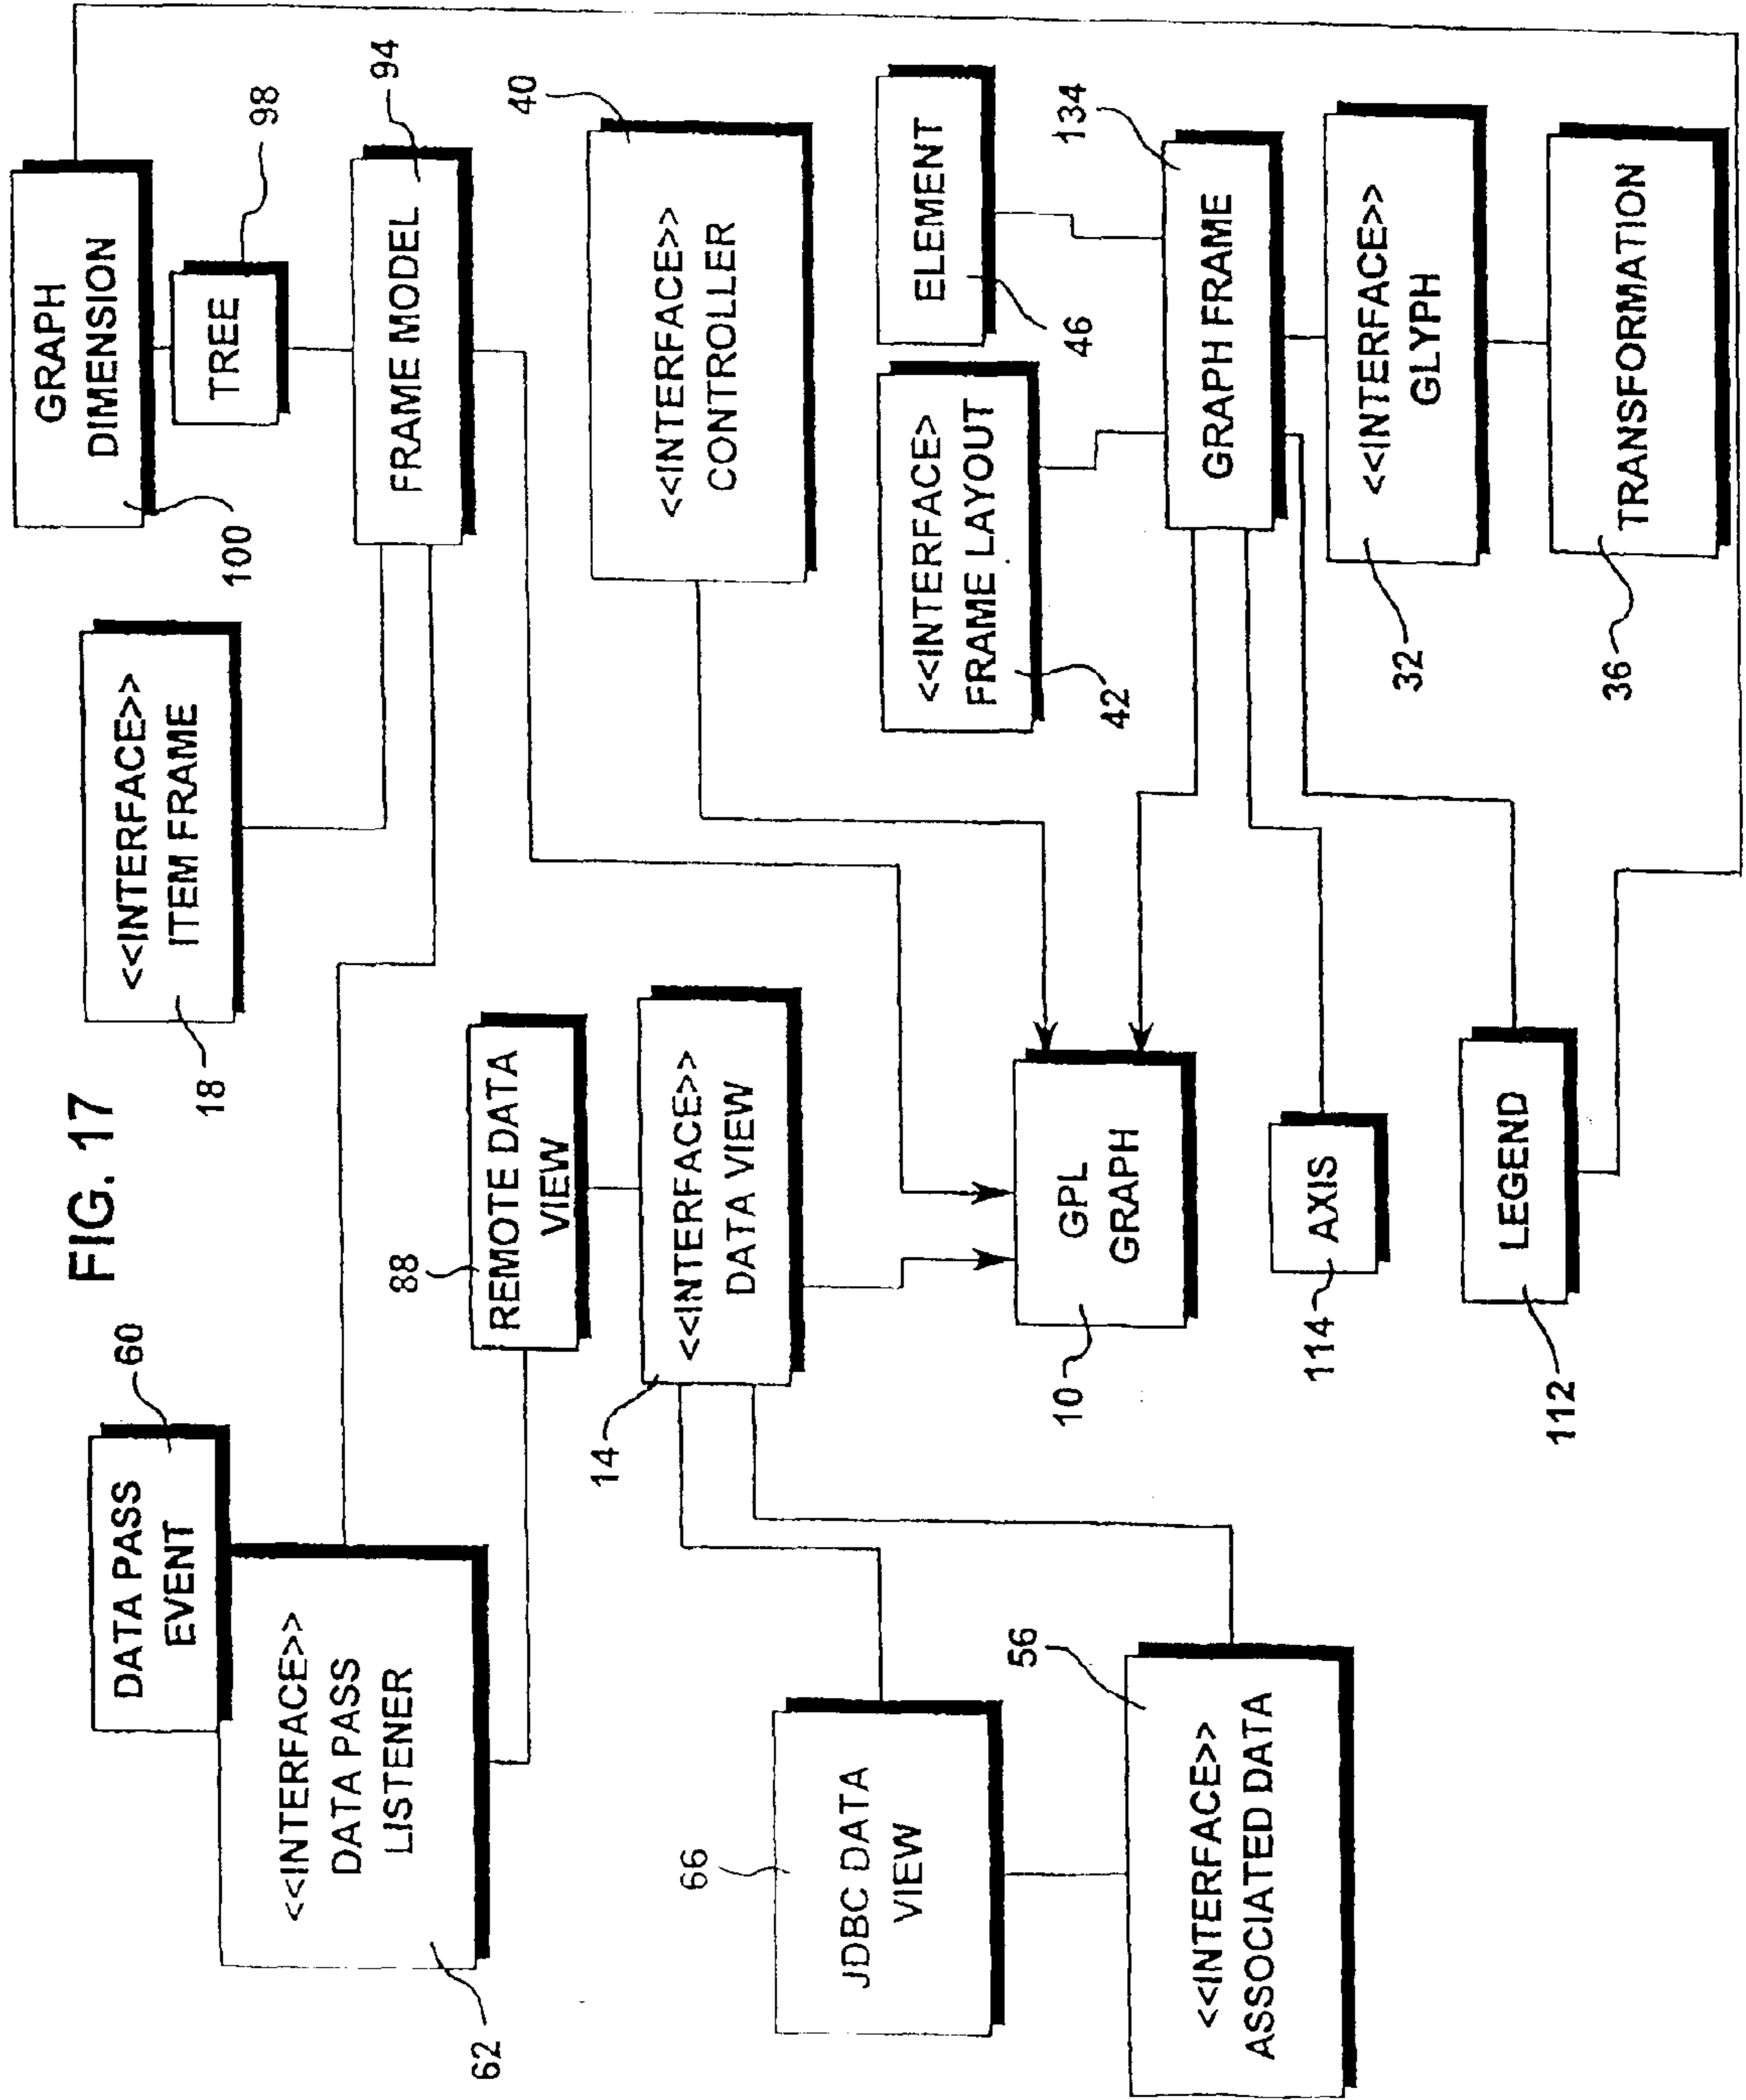 FIG. 17
DATA PASS
EVENT
60
<<INTERFACE>>
DATA PASS
LISTENER
62
<<INTERFACE>>
ITEM FRAME
18
GRAPH
DIMENSION
100
TREE
98
FRAME MODEL
94
REMOTE DATA
VIEW
88
<<INTERFACE>>
DATA VIEW
14
<<INTERFACE>>
CONTROLLER
40
JDBC DATA
VIEW
66
<<INTERFACE>>
ASSOCIATED DATA
56
GPL
GRAPH
10
<<INTERFACE>
FRAME LAYOUT
42
ELEMENT
46
GRAPH FRAME
134
AXIS
114
<<INTERFACE>>
GLYPH
32
LEGEND
112
TRANSFORMATION
36